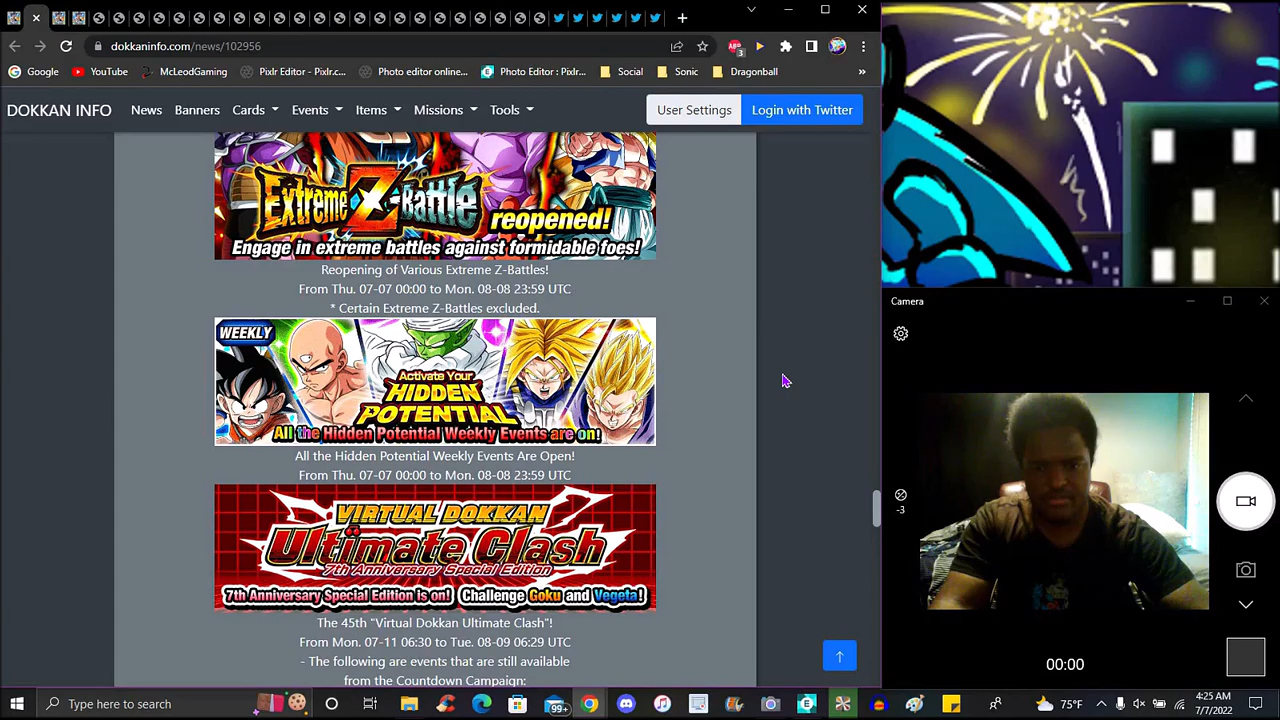 dokkaninfo.com/news/102956
3
Google
YouTube
McLeodGaming
Pixlr Editor - Pixlr.c...
Photo editor online...
Photo Editor : Pixlr...
Social
Sonic
Dragonball
»
DOKKAN INFO
News
Banners
Cards
Events
Items
Missions
Tools
User Settings
Login with Twitter
Extreme Z-Battle
reopened!
Engage in extreme battles against formidable foes!
Reopening of Various Extreme Z-Battles!
From Thu. 07-07 00:00 to Mon. 08-08 23:59 UTC
* Certain Extreme Z-Battles excluded.
WEEKLY
Activate Your
HIDDEN
POTENTIAL
All the Hidden Potential Weekly Events are on!
All the Hidden Potential Weekly Events Are Open!
From Thu. 07-07 00:00 to Mon. 08-08 23:59 UTC
VIRTUAL DOKKAN
Ultimate Clash
7th Anniversary Special Edition
7th Anniversary Special Edition is on! Challenge Goku and Vegeta!
The 45th "Virtual Dokkan Ultimate Clash"!
From Mon. 07-11 06:30 to Tue. 08-09 06:29 UTC
- The following are events that are still available
from the Countdown Campaign:
Camera
-3
00:00
Type here to search
99+
75°F
4:25 AM
7/7/2022